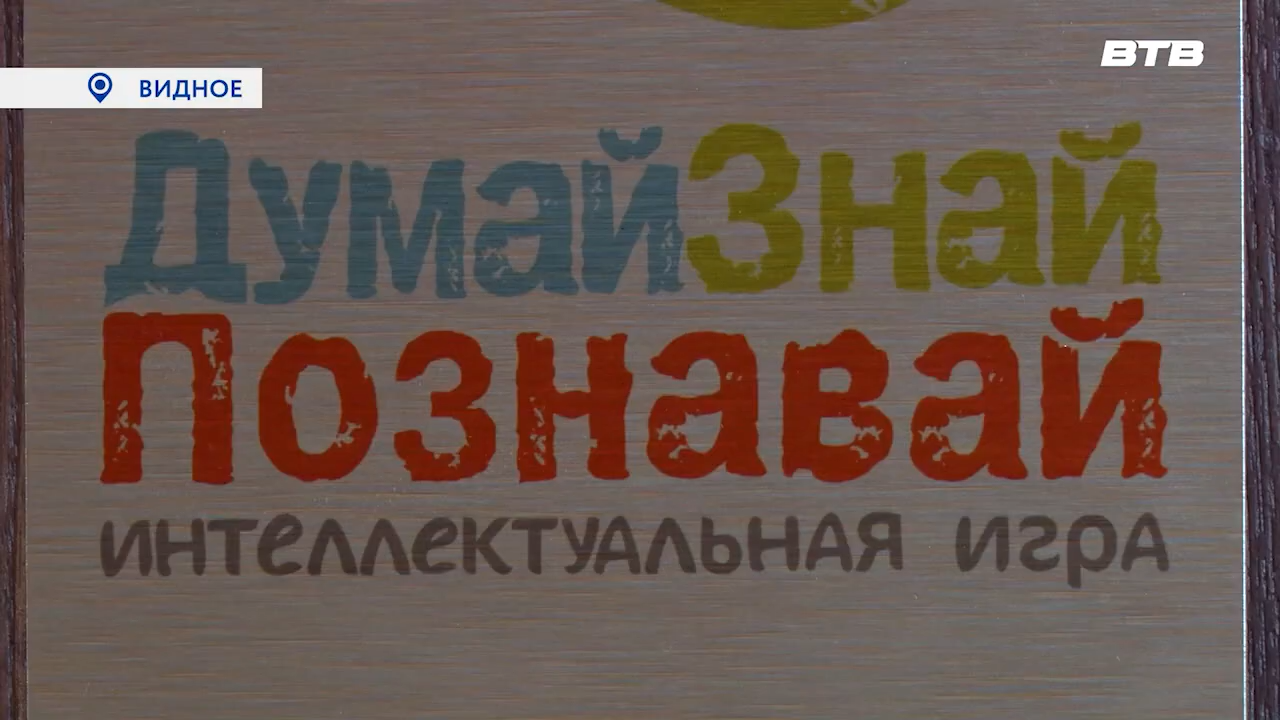 ВТВ
ВИДНОЕ
ДумайЗнай
Познавай
интеллектуальная игра